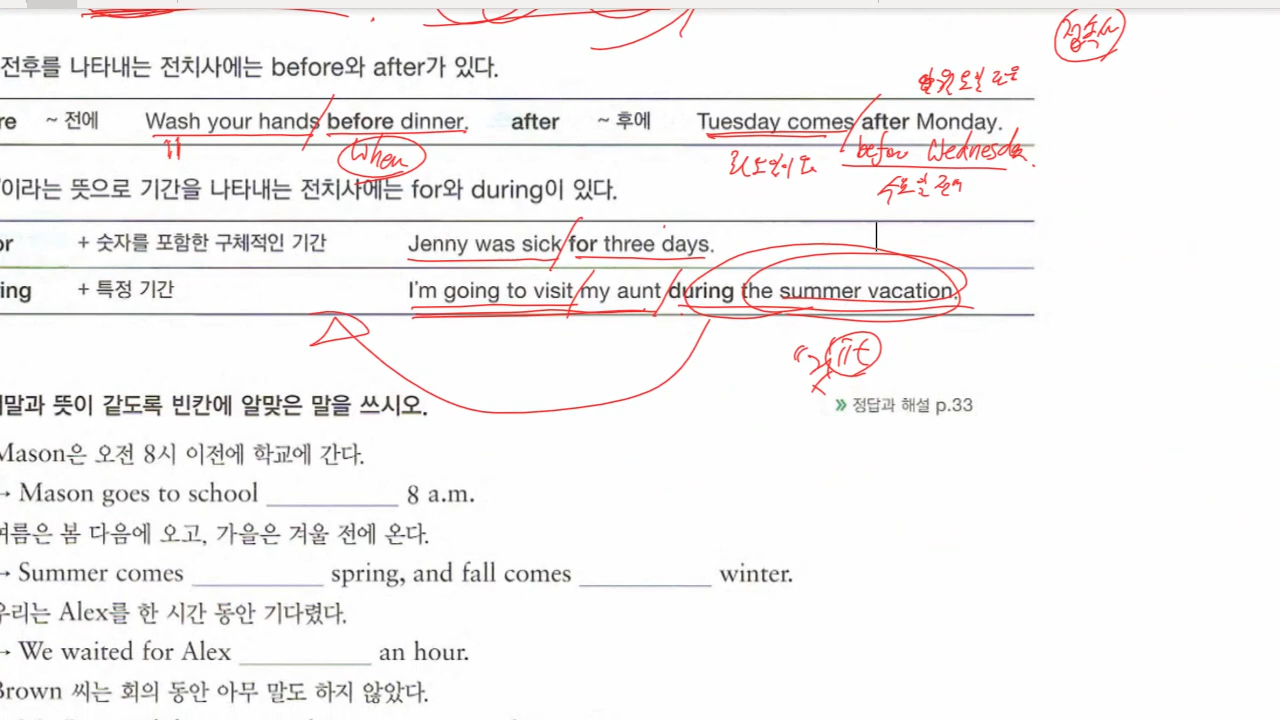 전후를 나타내는 전치사에는 before와 after가 있다.
월요일 다음
re ~ 전에 Wash your hands before dinner. after ~ 후에 Tuesday comes after Monday.
when before Wednesday.
이라는 뜻으로 기간을 나타내는 전치사에는 for와 during이 있다.
or + 숫자를 포함한 구체적인 기간 Jenny was sick for three days.
ing + 특정 기간 I'm going to visit my aunt during the summer vacation.
말과 뜻이 같도록 빈칸에 알맞은 말을 쓰시오.
» 정답과 해설 p.33
Mason은 오전 8시 이전에 학교에 간다.
→ Mason goes to school __________ 8 a.m.
여름은 봄 다음에 오고, 가을은 겨울 전에 온다.
→ Summer comes __________ spring, and fall comes __________ winter.
우리는 Alex를 한 시간 동안 기다렸다.
→ We waited for Alex __________ an hour.
Brown 씨는 회의 동안 아무 말도 하지 않았다.